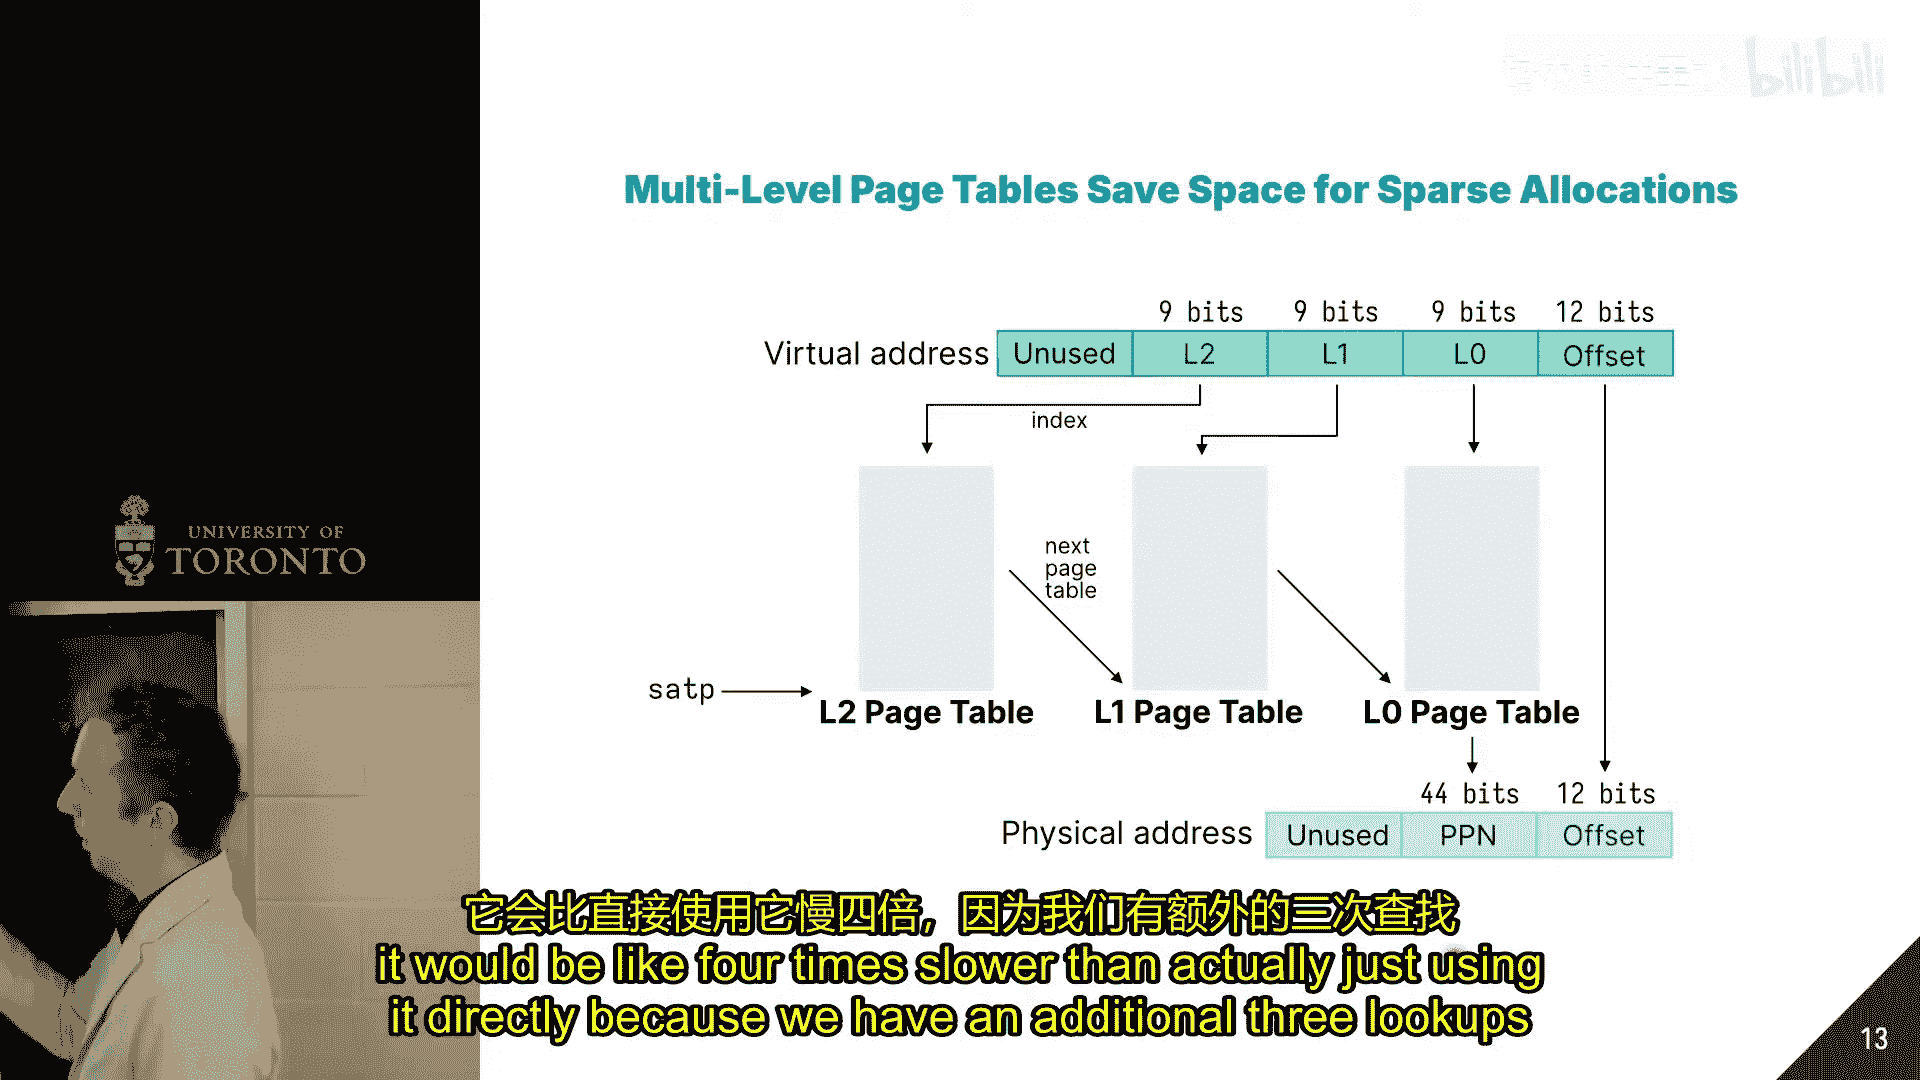 bilibili
Multi-Level Page Tables Save Space for Sparse Allocations
9 bits 9 bits 9 bits 12 bits
Virtual address Unused L2 L1 L0 Offset
index
UNIVERSITY OF
TORONTO
next
page
table
satp
L2 Page Table L1 Page Table L0 Page Table
44 bits 12 bits
Physical address Unused PPN Offset
它会比直接使用它慢四倍，因为我们有额外的三次查找
it would be like four times slower than actually just using
it directly because we have an additional three lookups
13